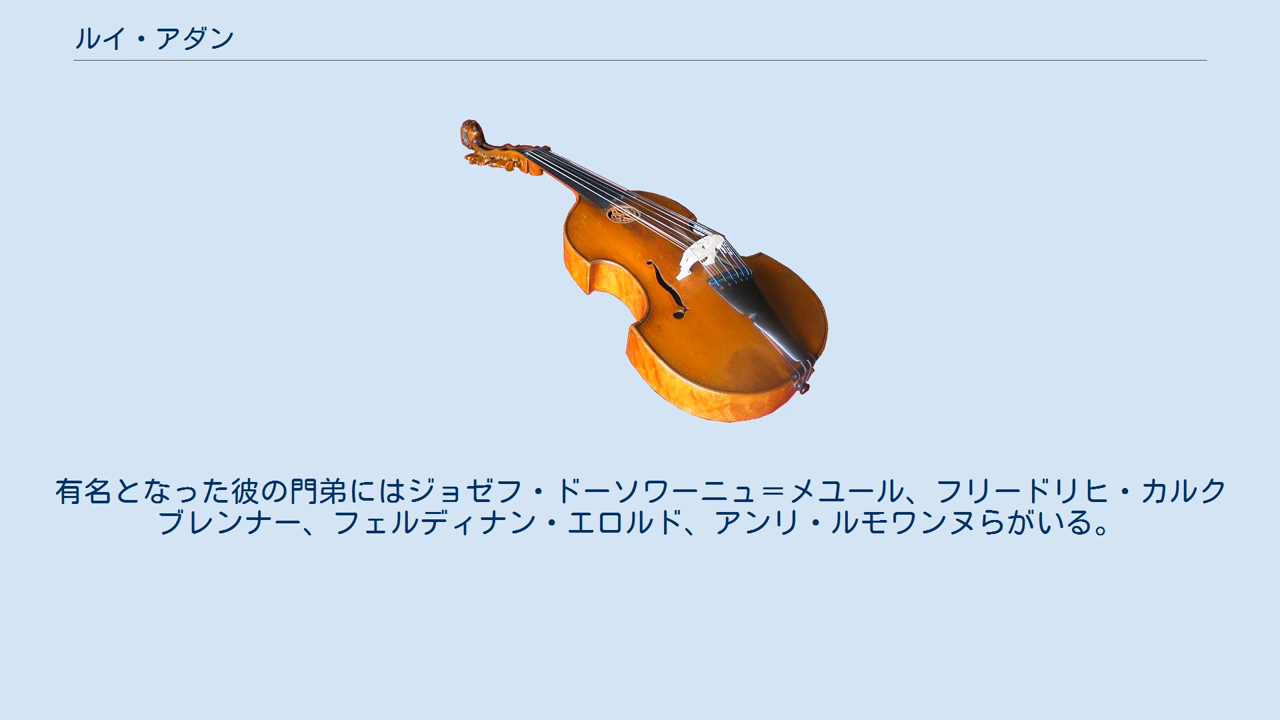 ルイ・アダン
有名となった彼の門弟にはジョゼフ・ドーソワーニュ＝メユール、フリードリヒ・カルク
ブレンナー、フェルディナン・エロルド、アンリ・ルモワンヌらがいる。